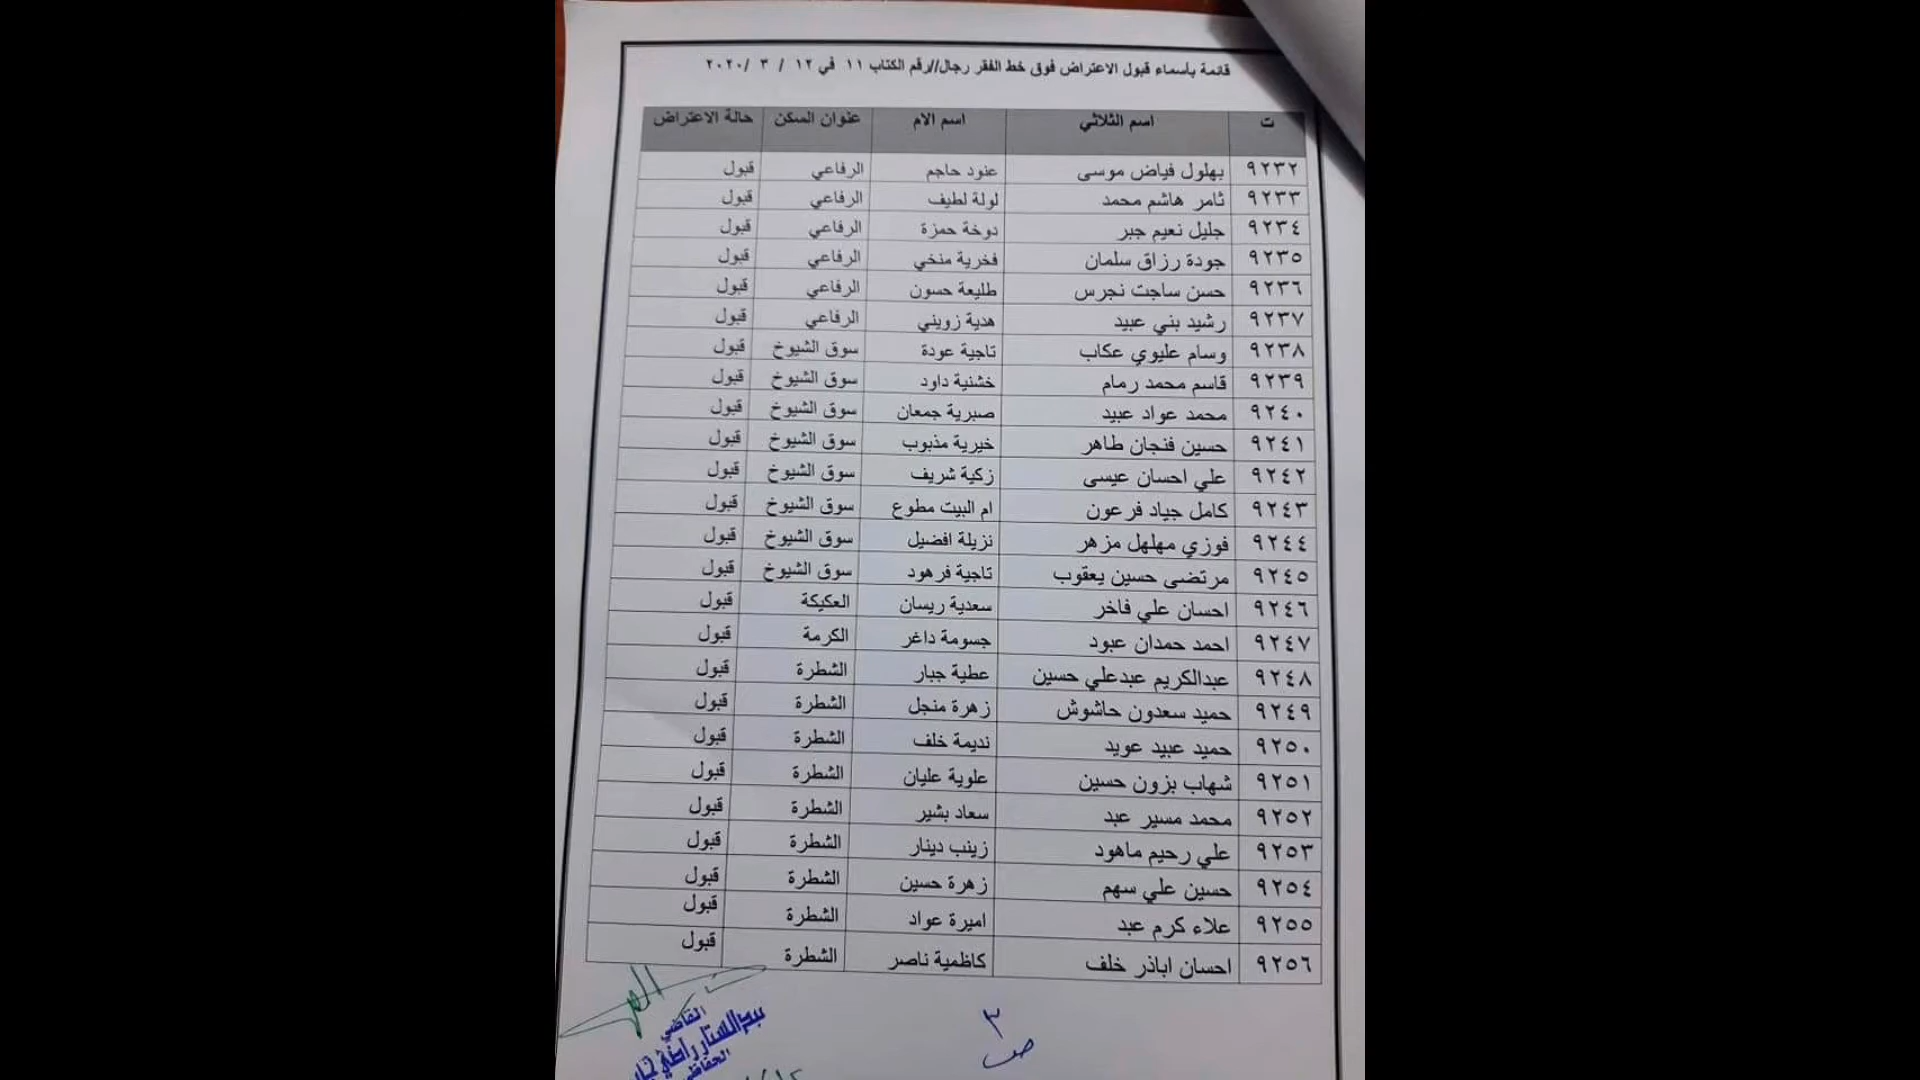 قائمة بأسماء قبول الاعتراض فوق خط الفقر رجال//رقم الكتاب ١١ في ١٢ / ٣ /٢٠٢٠
ت اسم الثلاثي اسم الام عنوان السكن حالة الاعتراض
٩٢٣٢ بهلول فياض موسى عنود حاجم الرفاعي قبول
٩٢٣٣ ثامر هاشم محمد لولة لطيف الرفاعي قبول
٩٢٣٤ جليل نعيم جبر دوخة حمزة الرفاعي قبول
٩٢٣٥ جودة رزاق سلمان فخرية منخي الرفاعي قبول
٩٢٣٦ حسن ساجت نجرس طليعة حسون الرفاعي قبول
٩٢٣٧ رشيد بني عبيد هدية زويني الرفاعي قبول
٩٢٣٨ وسام عليوي عكاب تاجية عودة سوق الشيوخ قبول
٩٢٣٩ قاسم محمد رمام خشنية داود سوق الشيوخ قبول
٩٢٤٠ محمد عواد عبيد صبرية جمعان سوق الشيوخ قبول
٩٢٤١ حسين فنجان طاهر خيرية مذبوب سوق الشيوخ قبول
٩٢٤٢ علي احسان عيسى زكية شريف سوق الشيوخ قبول
٩٢٤٣ كامل جياد فرعون ام البيت مطوع سوق الشيوخ قبول
٩٢٤٤ فوزي مهلهل مزهر نزيلة افضيل سوق الشيوخ قبول
٩٢٤٥ مرتضى حسين يعقوب تاجية فرهود سوق الشيوخ قبول
٩٢٤٦ احسان علي فاخر سعدية ريسان العكيكة قبول
٩٢٤٧ احمد حمدان عبود جسومة داغر الكرمة قبول
٩٢٤٨ عبدالكريم عبدعلي حسين عطية جبار الشطرة قبول
٩٢٤٩ حميد سعدون حاشوش زهرة منجل الشطرة قبول
٩٢٥٠ حميد عبيد عويد نديمة خلف الشطرة قبول
٩٢٥١ شهاب بزون حسين علوية عليان الشطرة قبول
٩٢٥٢ محمد مسير عبد سعاد بشير الشطرة قبول
٩٢٥٣ علي رحيم ماهود زينب دينار الشطرة قبول
٩٢٥٤ حسين علي سهم زهرة حسين الشطرة قبول
٩٢٥٥ علاء كرم عبد اميرة عواد الشطرة قبول
٩٢٥٦ احسان اباذر خلف كاظمية ناصر الشطرة قبول
٣
ص
القاضي